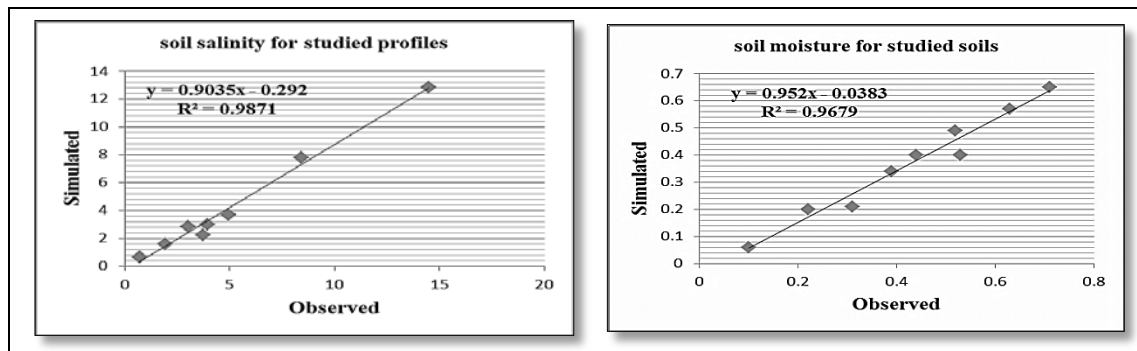 soil salinity for studied profiles
y = 0.9035x - 0.292
R² = 0.9871
Simulated
14
12
10
8
6
4
2
0
0 5 10 15 20
Observed
soil moisture for studied soils
y = 0.952x - 0.0383
R² = 0.9679
Simulated
0.7
0.6
0.5
0.4
0.3
0.2
0.1
0
0 0.2 0.4 0.6 0.8
Observed